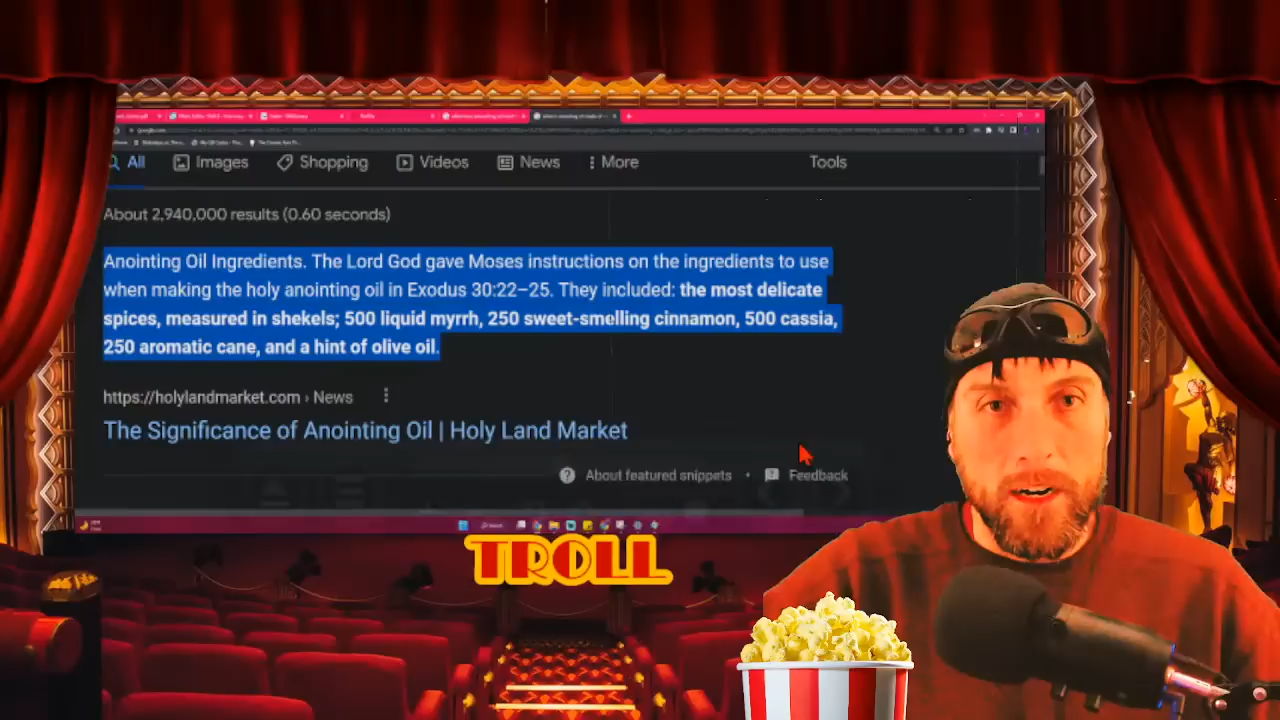 All Images Shopping Videos News More Tools
About 2,940,000 results (0.60 seconds)
Anointing Oil Ingredients. The Lord God gave Moses instructions on the ingredients to use
when making the holy anointing oil in Exodus 30:22–25. They included: the most delicate
spices, measured in shekels; 500 liquid myrrh, 250 sweet-smelling cinnamon, 500 cassia,
250 aromatic cane, and a hint of olive oil.
https://holylandmarket.com › News
The Significance of Anointing Oil | Holy Land Market
About featured snippets • Feedback
TROLL